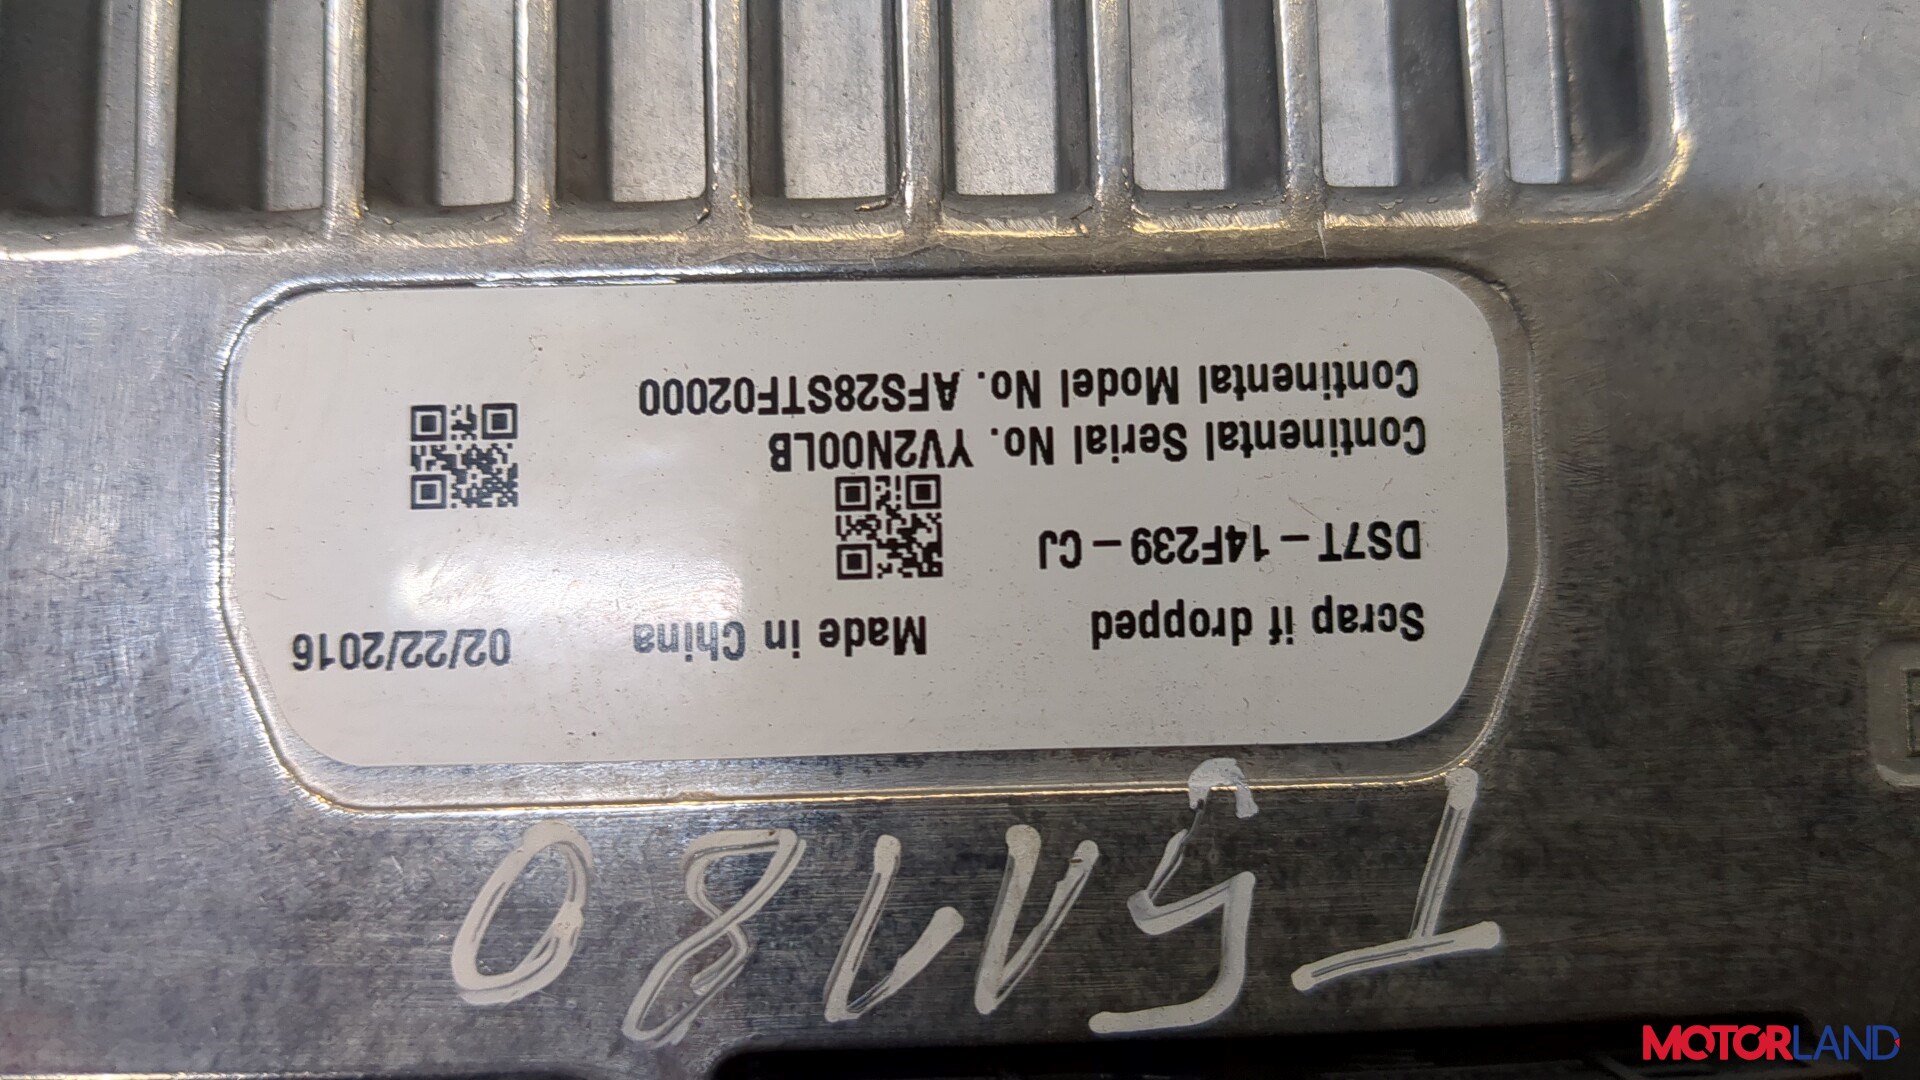 Scrap if dropped Made in China 02/22/2016
DS7T-14F239-CJ
Continental Serial No. YV2N00LB
Continental Model No. AFS28STF02000
MOTORLAND